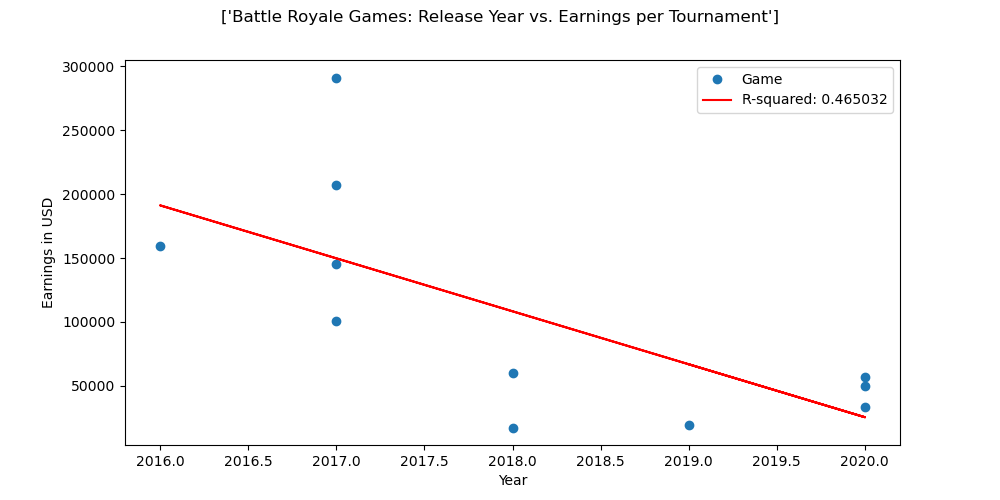 ['Battle Royale Games: Release Year vs. Earnings per Tournament']
Game
R-squared: 0.465032
Earnings in USD
300000
250000
200000
150000
100000
50000
2016.0 2016.5 2017.0 2017.5 2018.0 2018.5 2019.0 2019.5 2020.0
Year